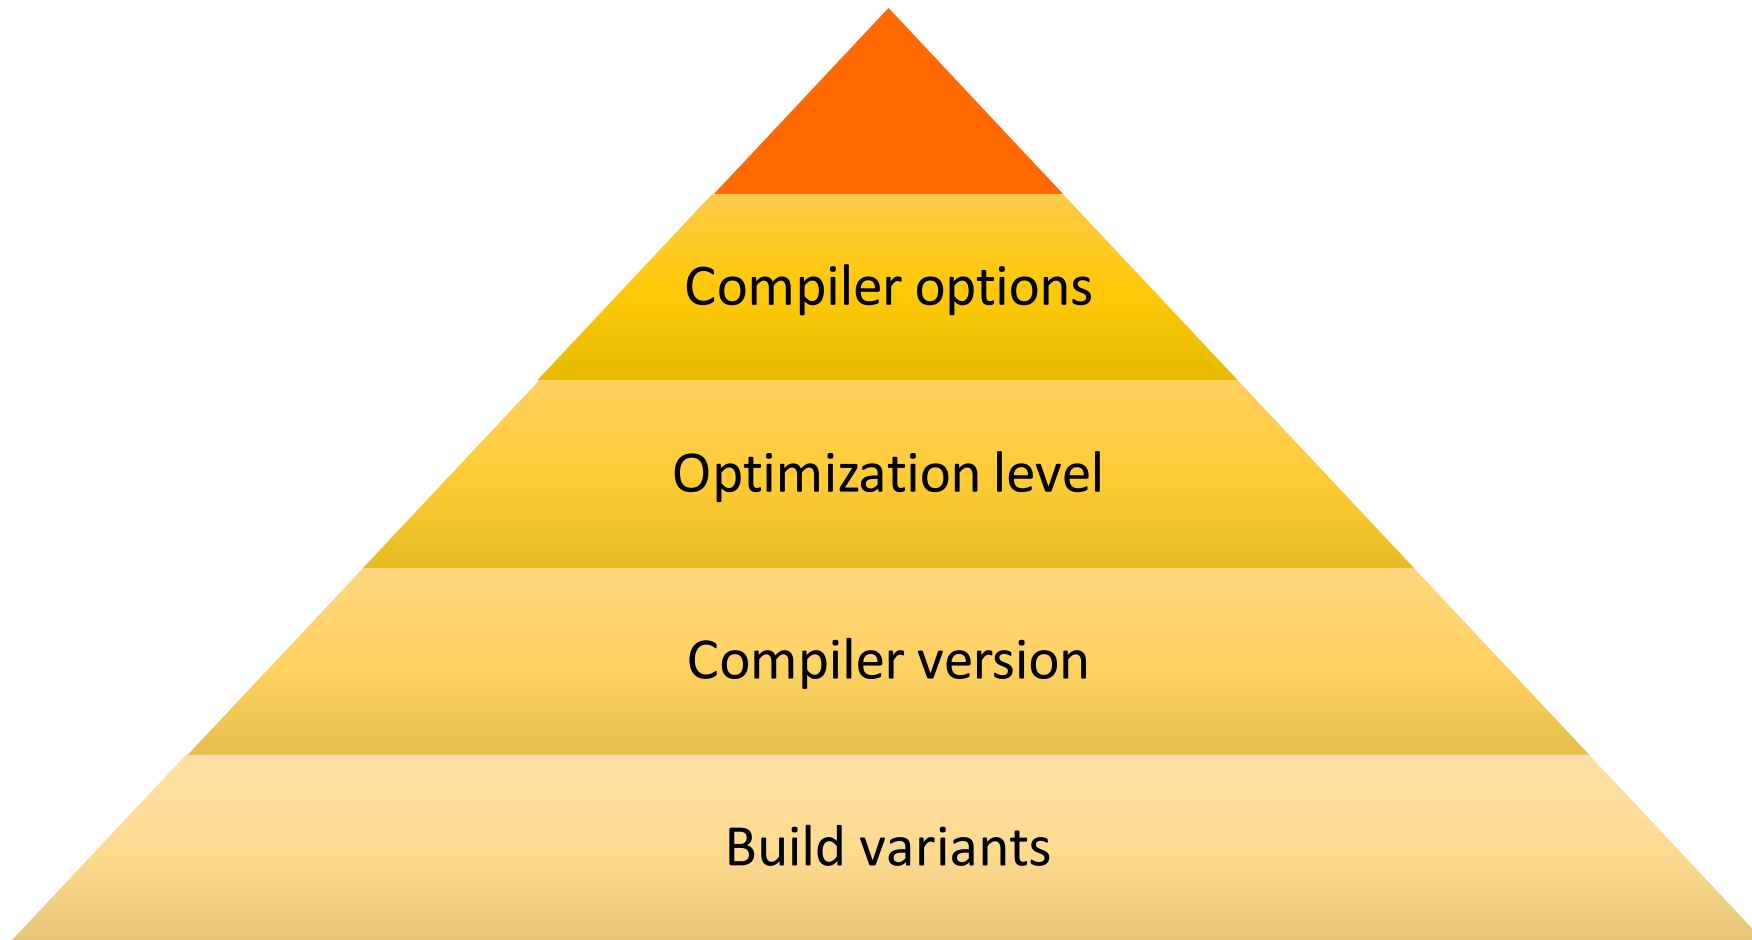 Compiler options
Optimization level
Compiler version
Build variants